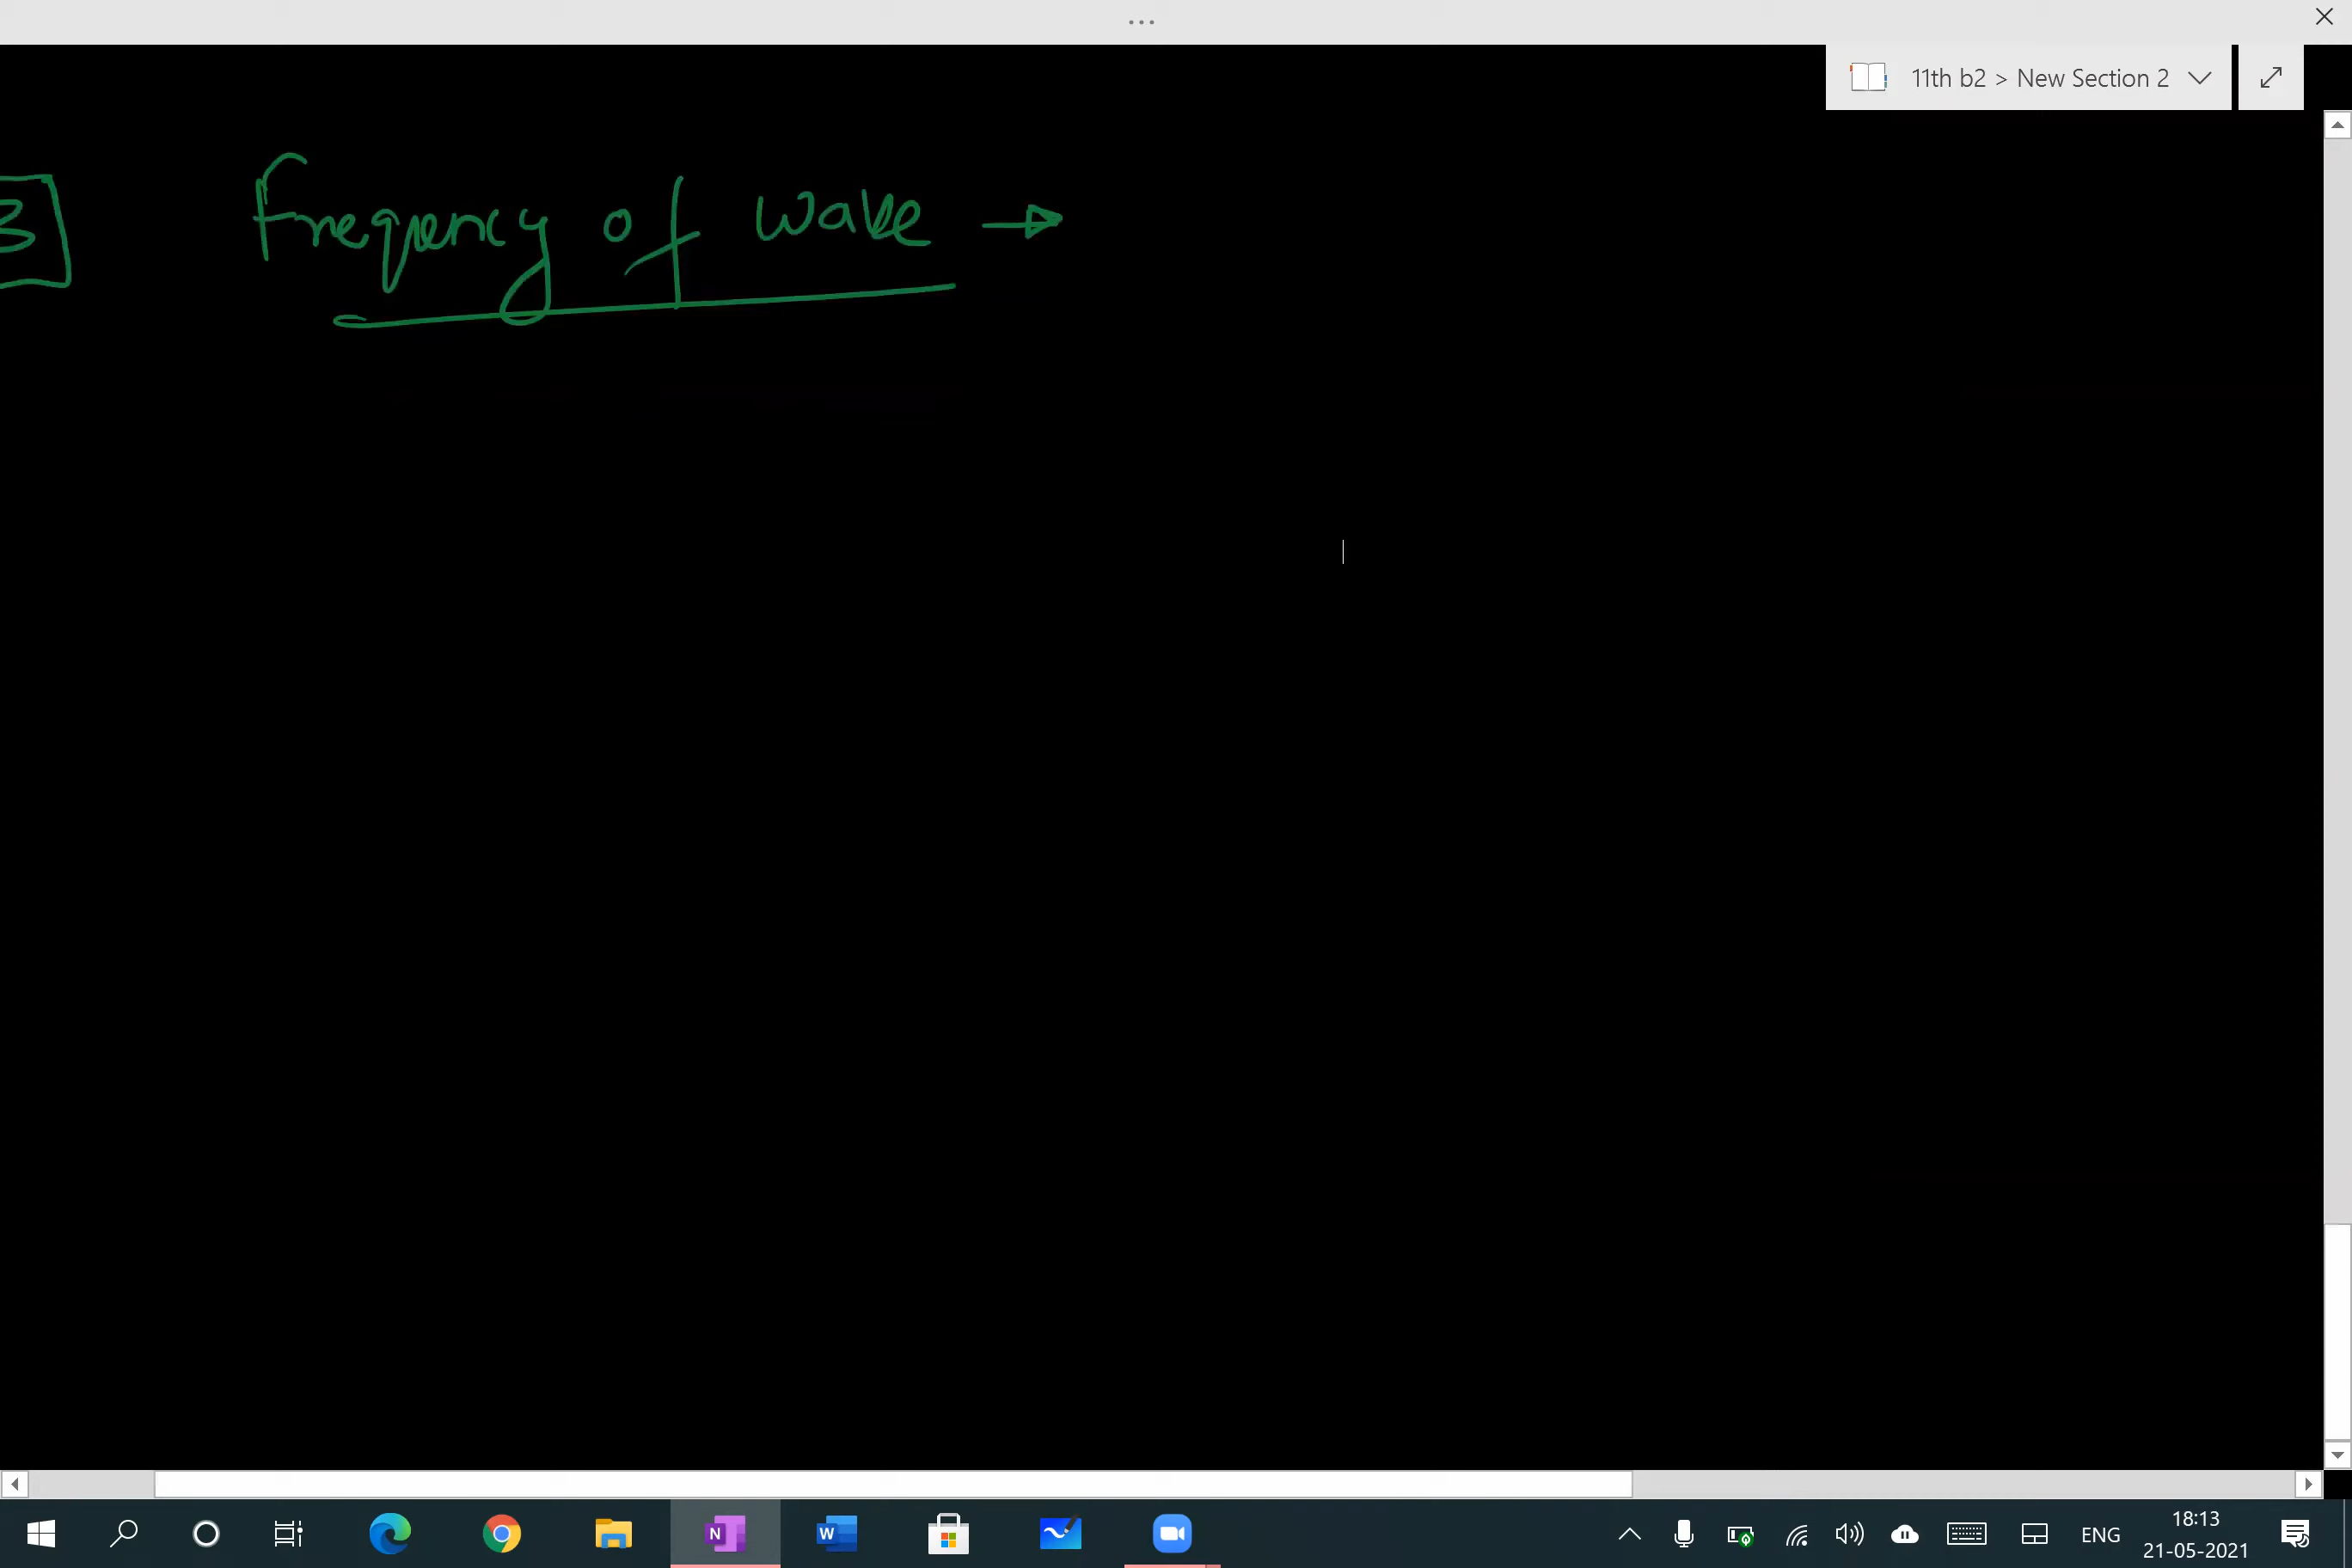 ...
11th b2 > New Section 2
3 Frequency of wave →
ENG
18:13
21-05-2021